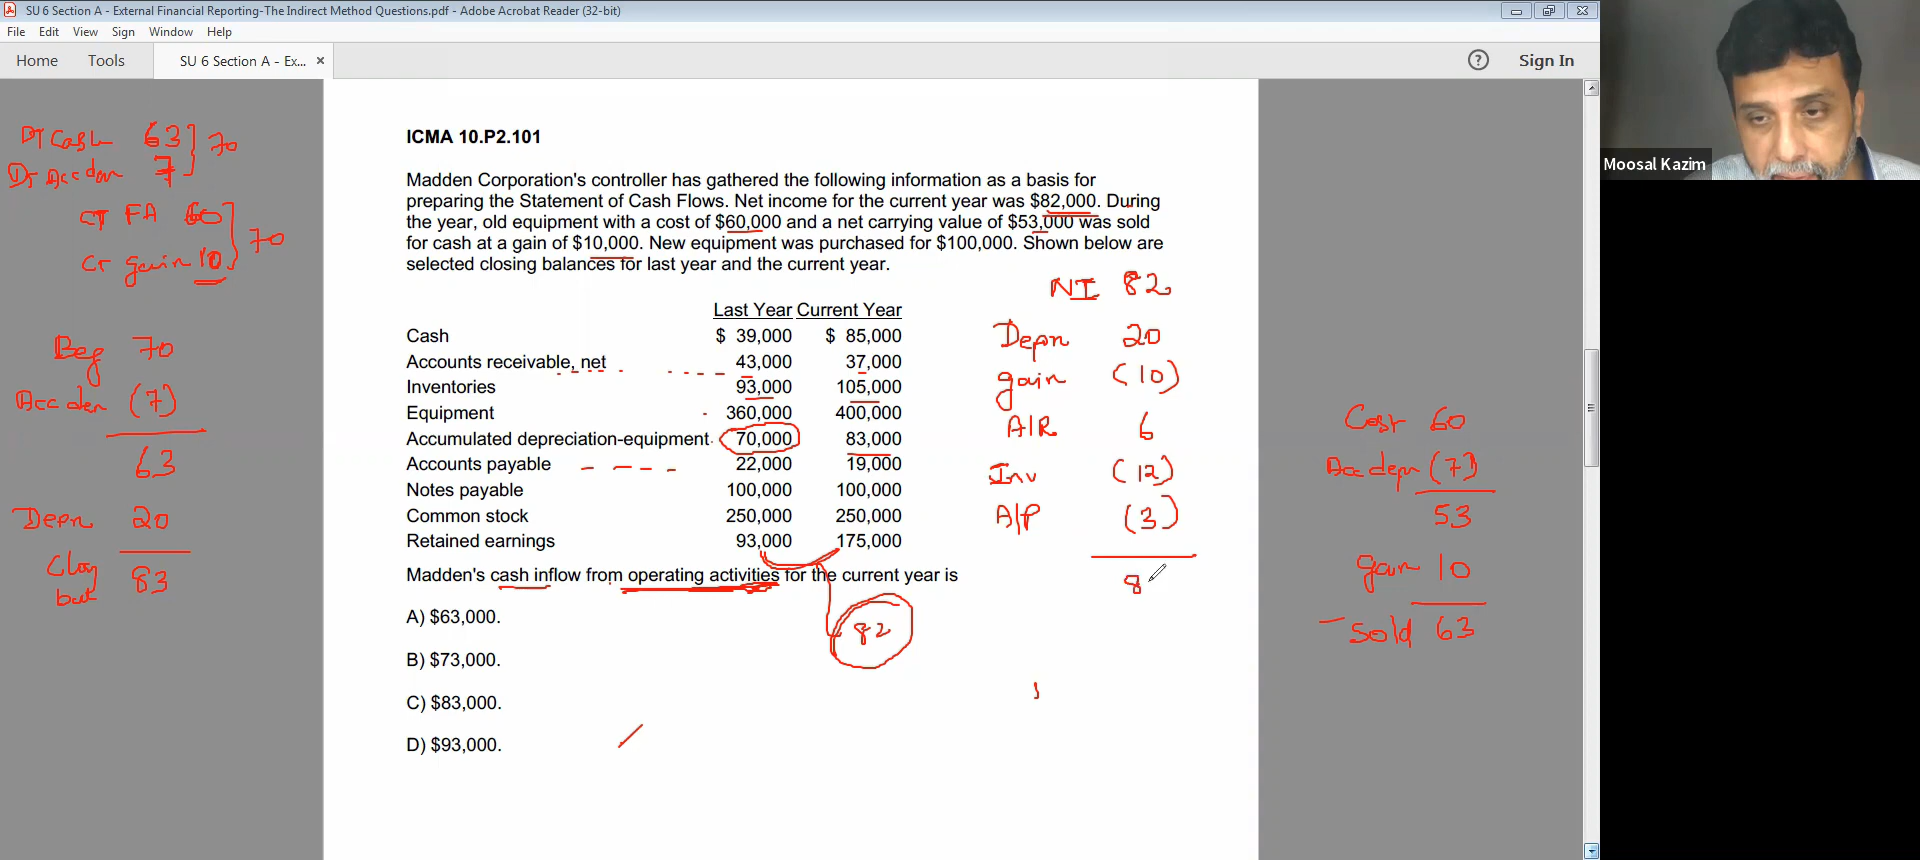 SU 6 Section A - External Financial Reporting-The Indirect Method Questions.pdf - Adobe Acrobat Reader (32-bit)
File Edit View Sign Window Help
Home Tools SU 6 Section A - Ex... × ? Sign In
Moosal Kazim
ICMA 10.P2.101
Madden Corporation's controller has gathered the following information as a basis for
preparing the Statement of Cash Flows. Net income for the current year was $82,000. During
the year, old equipment with a cost of $60,000 and a net carrying value of $53,000 was sold
for cash at a gain of $10,000. New equipment was purchased for $100,000. Shown below are
selected closing balances for last year and the current year.
Last Year Current Year
Cash $ 39,000 $ 85,000
Accounts receivable, net 43,000 37,000
Inventories 93,000 105,000
Equipment 360,000 400,000
Accumulated depreciation-equipment 70,000 83,000
Accounts payable 22,000 19,000
Notes payable 100,000 100,000
Common stock 250,000 250,000
Retained earnings 93,000 175,000
Madden's cash inflow from operating activities for the current year is
A) $63,000.
B) $73,000.
C) $83,000.
D) $93,000.
82
Cash 63
70
7
FA 60
Cr gain 10
70
Beg 70
(7)
63
Depn 20
83
NI 82
Depn 20
gain (10)
A/R 6
Inv (12)
A/P (3)
8
Cost 60
Acc depn (7)
53
gain 10
Sold 63